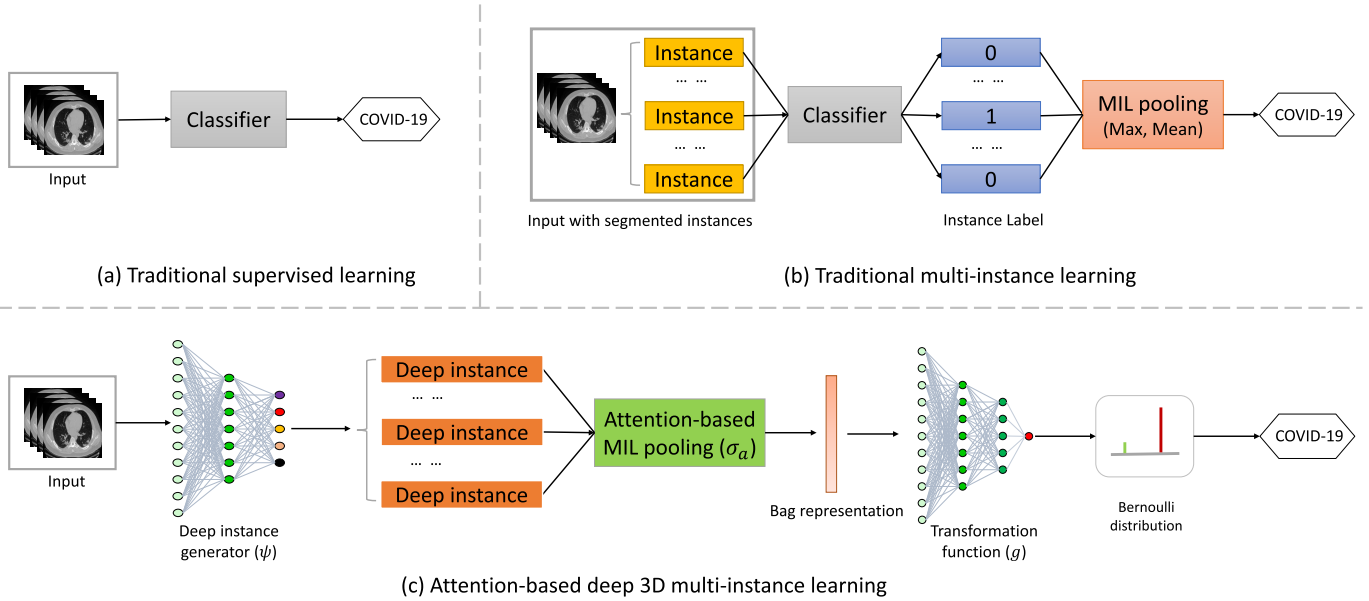 Input
Classifier
COVID-19
(a) Traditional supervised learning
Instance
... ...
Instance
... ...
Instance
Input with segmented instances
Classifier
0
... ...
1
... ...
0
Instance Label
MIL pooling
(Max, Mean)
COVID-19
(b) Traditional multi-instance learning
Input
Deep instance
generator (ψ)
Deep instance
... ...
Deep instance
... ...
Deep instance
Attention-based
MIL pooling (σₐ)
Bag representation
Transformation
function (g)
Bernoulli
distribution
COVID-19
(c) Attention-based deep 3D multi-instance learning